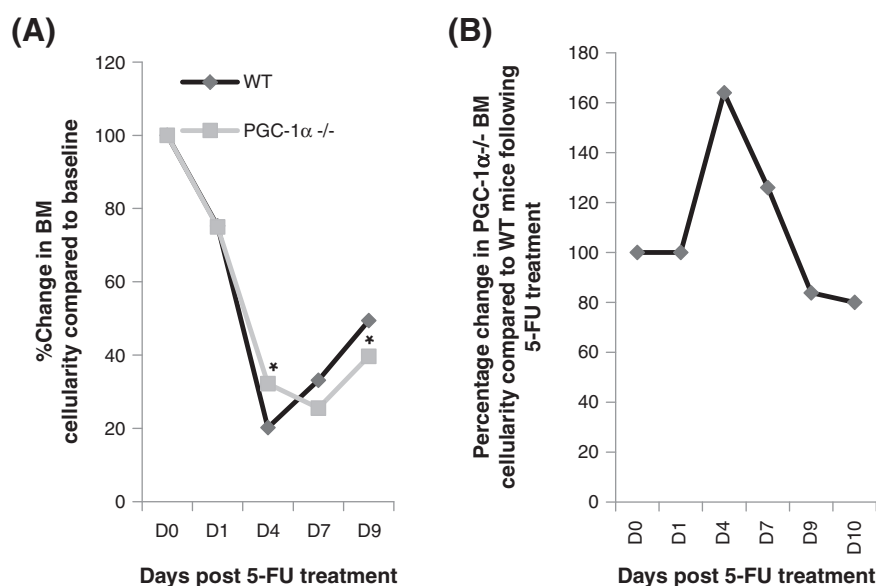 (A)
%Change in BM
cellularity compared to baseline
120
100
80
60
40
20
0
WT
PGC-1α -/-
*
*
D0 D1 D4 D7 D9
Days post 5-FU treatment
(B)
Percentage change in PGC-1α-/- BM
cellularity compared to WT mice following
5-FU treatment
180
160
140
120
100
80
60
40
20
0
D0 D1 D4 D7 D9 D10
Days post 5-FU treatment